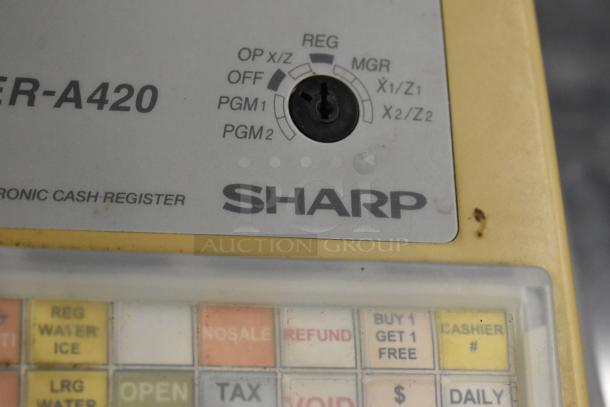 REG
OP X/Z
MGR
OFF
X1/Z1
ER-A420
PGM1
X2/Z2
PGM2
RONIC CASH REGISTER
SHARP
AUCTION GROUP
REG
WATER
ICE
NOSALE
REFUND
BUY 1
GET 1
FREE
CASHIER
#
LRG
WATER
OPEN
TAX
VOID
$
DAILY